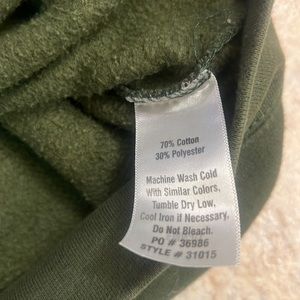 70% Cotton
30% Polyester
Machine Wash Cold
With Similar Colors,
Tumble Dry Low,
Cool Iron if Necessary,
Do Not Bleach.
PO # 36986
STYLE # 31015